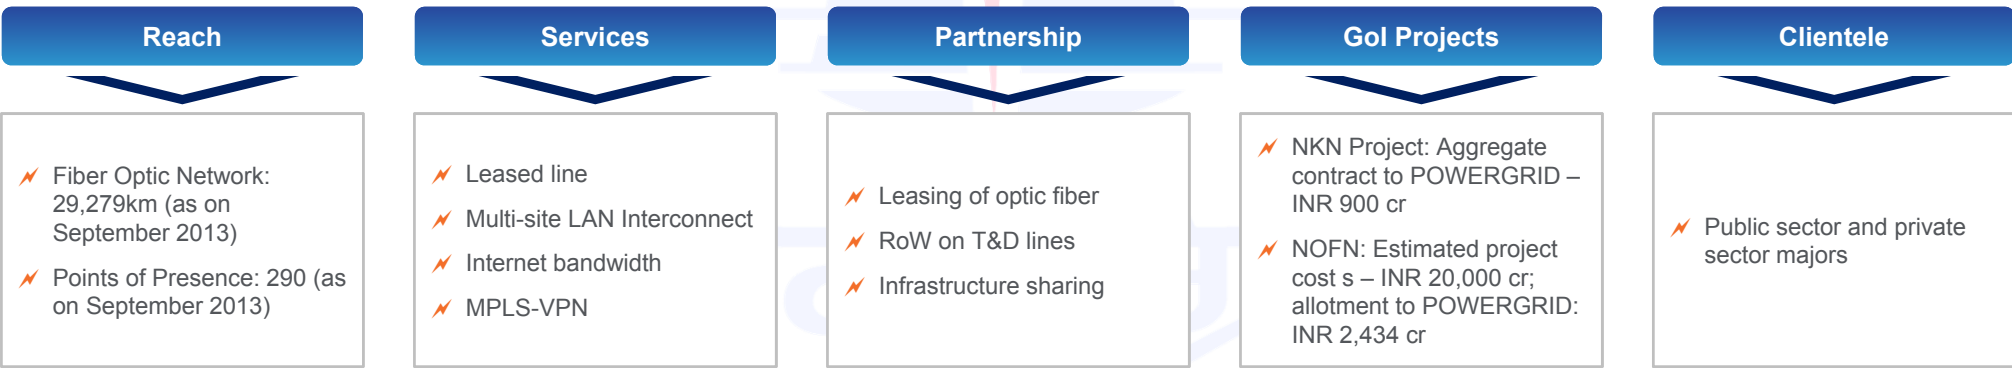 Reach
Fiber Optic Network:
29,279km (as on
September 2013)
Points of Presence: 290 (as
on September 2013)
Services
Leased line
Multi-site LAN Interconnect
Internet bandwidth
MPLS-VPN
Partnership
Leasing of optic fiber
RoW on T&D lines
Infrastructure sharing
GoI Projects
NKN Project: Aggregate
contract to POWERGRID –
INR 900 cr
NOFN: Estimated project
cost s – INR 20,000 cr;
allotment to POWERGRID:
INR 2,434 cr
Clientele
Public sector and private
sector majors